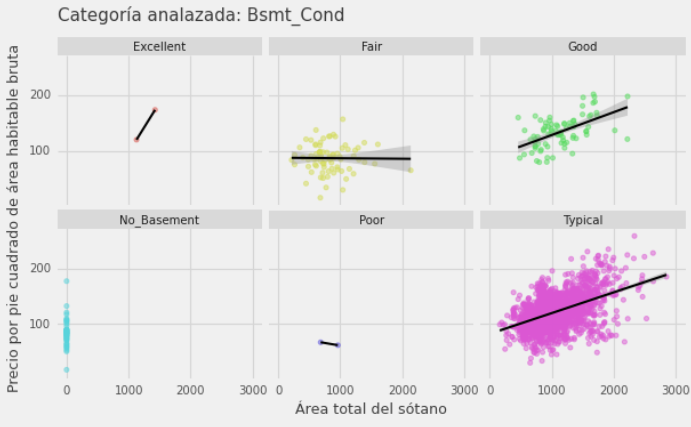 Categoría analazada: Bsmt_Cond
Excellent
Fair
Good
Precio por pie cuadrado de área habitable bruta
200
100
No_Basement
Poor
Typical
200
100
0
1000
2000
3000
0
1000
2000
3000
0
1000
2000
3000
Área total del sótano